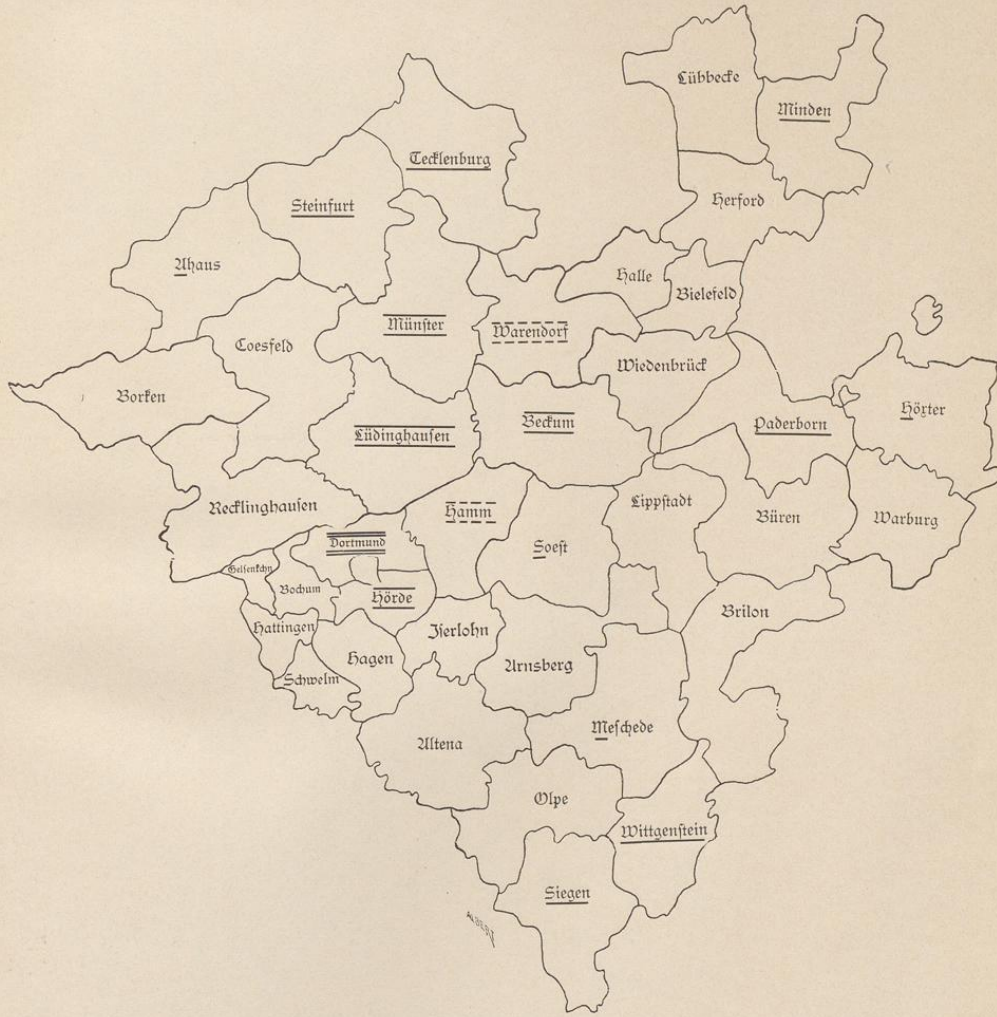 Lübbecke
Minden
Tecklenburg
Steinfurt
Herford
Ahaus
Halle
Bielefeld
Münster
Warendorf
Coesfeld
Wiedenbrück
Borken
Höxter
Lüdinghausen
Beckum
Paderborn
Recklinghausen
Hamm
Lippstadt
Büren
Warburg
Dortmund
Soest
Gelsenkchn
Bochum
Hörde
Brilon
Hattingen
Iserlohn
Hagen
Arnsberg
Schwelm
Meschede
Altena
Olpe
Wittgenstein
Siegen
ALBERT